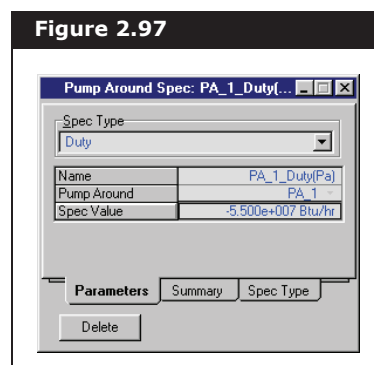 Figure 2.97
Pump Around Spec: PA_1_Duty(...
Spec Type
Duty
Name PA_1_Duty(Pa)
Pump Around PA_1
Spec Value -5.500e+007 Btu/hr
Parameters Summary Spec Type
Delete